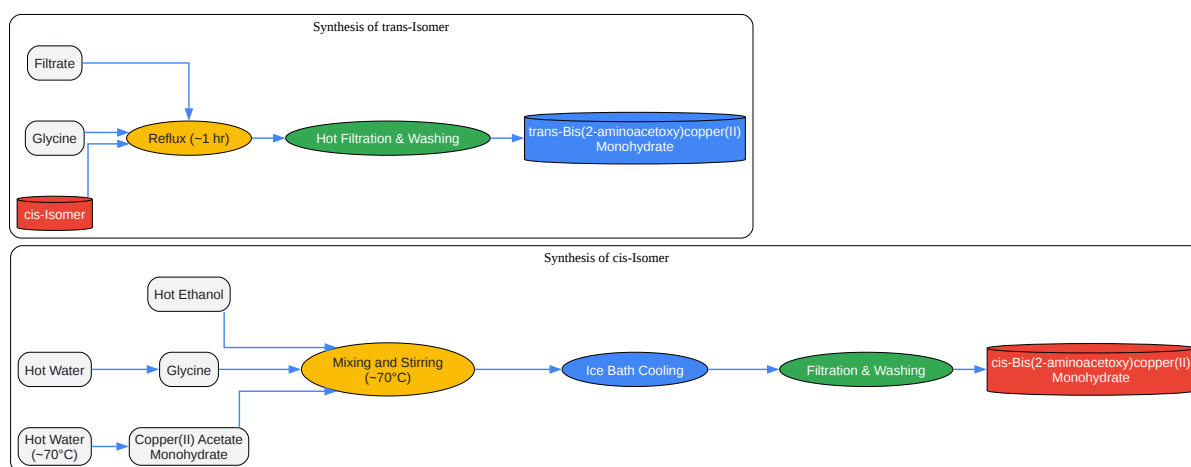 Synthesis of trans-Isomer
Filtrate
Glycine
Reflux (~1 hr)
Hot Filtration & Washing
trans-Bis(2-aminoacetoxy)copper(II)
Monohydrate
cis-Isomer
Synthesis of cis-Isomer
Hot Ethanol
Hot Water
Glycine
Mixing and Stirring
(~70°C)
Ice Bath Cooling
Filtration & Washing
cis-Bis(2-aminoacetoxy)copper(II)
Monohydrate
Hot Water
(~70°C)
Copper(II) Acetate
Monohydrate